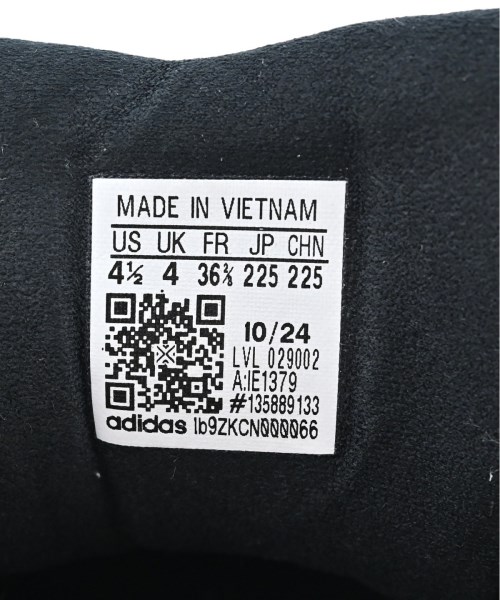 MADE IN VIETNAM
US UK FR JP CHN
4½ 4 36⅔ 225 225
10/24
LVL 029002
A:IE1379
#135889133
adidas lb9ZKCN000066